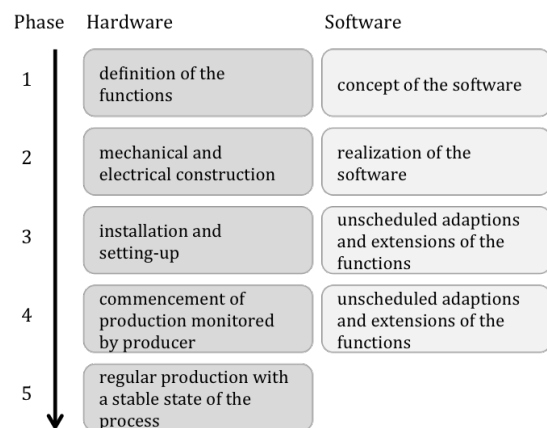 Phase Hardware Software
1
definition of the
functions
concept of the software
2
mechanical and
electrical construction
realization of the
software
3
installation and
setting-up
unscheduled adaptions
and extensions of the
functions
4
commencement of
production monitored
by producer
unscheduled adaptions
and extensions of the
functions
5
regular production with
a stable state of the
process